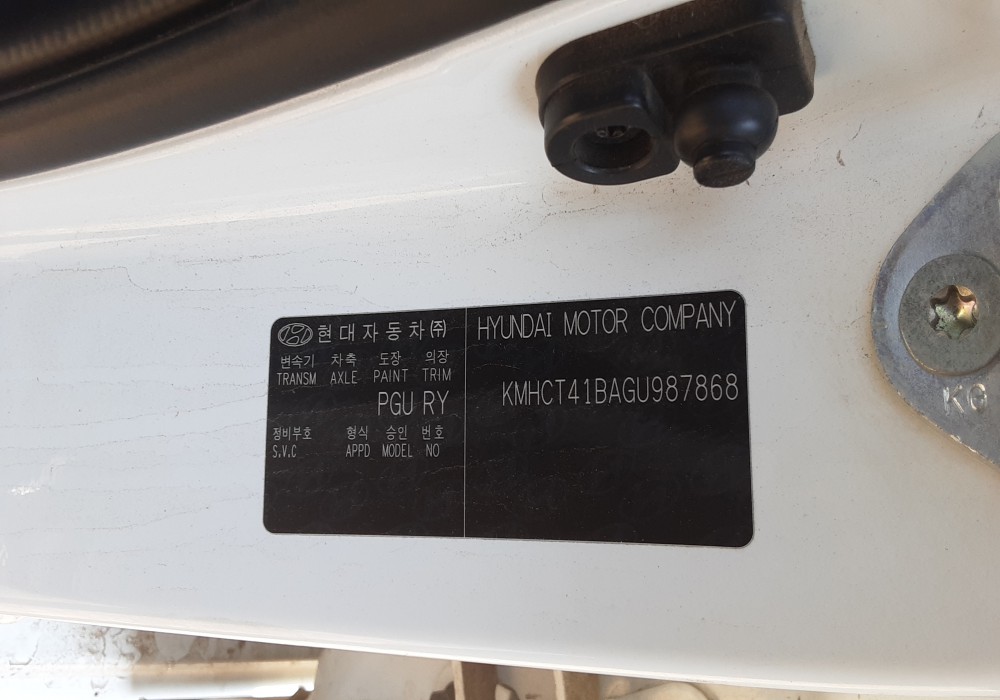 현대자동차㈜
변속기 차축 도장 의장
TRANSM AXLE PAINT TRIM
PGU RY
정비부호 형식 승인 번호
S.V.C APPD MODEL NO
HYUNDAI MOTOR COMPANY
KMHCT41BAGU987868
KG